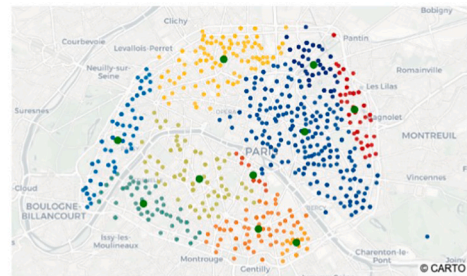 Clichy
Bobigny
Courbevoie
Levallois-Perret
Pantin
Neuilly-sur-
Seine
Romainville
Les Lilas
Suresnes
Bagnolet
MONTREUIL
PARIS
Vincennes
Cloud
BOULOGNE-
BILLANCOURT
BERCY
Issy-les-
Moulineaux
Charenton-le-
Pont
Montrouge
Gentilly
© CARTO